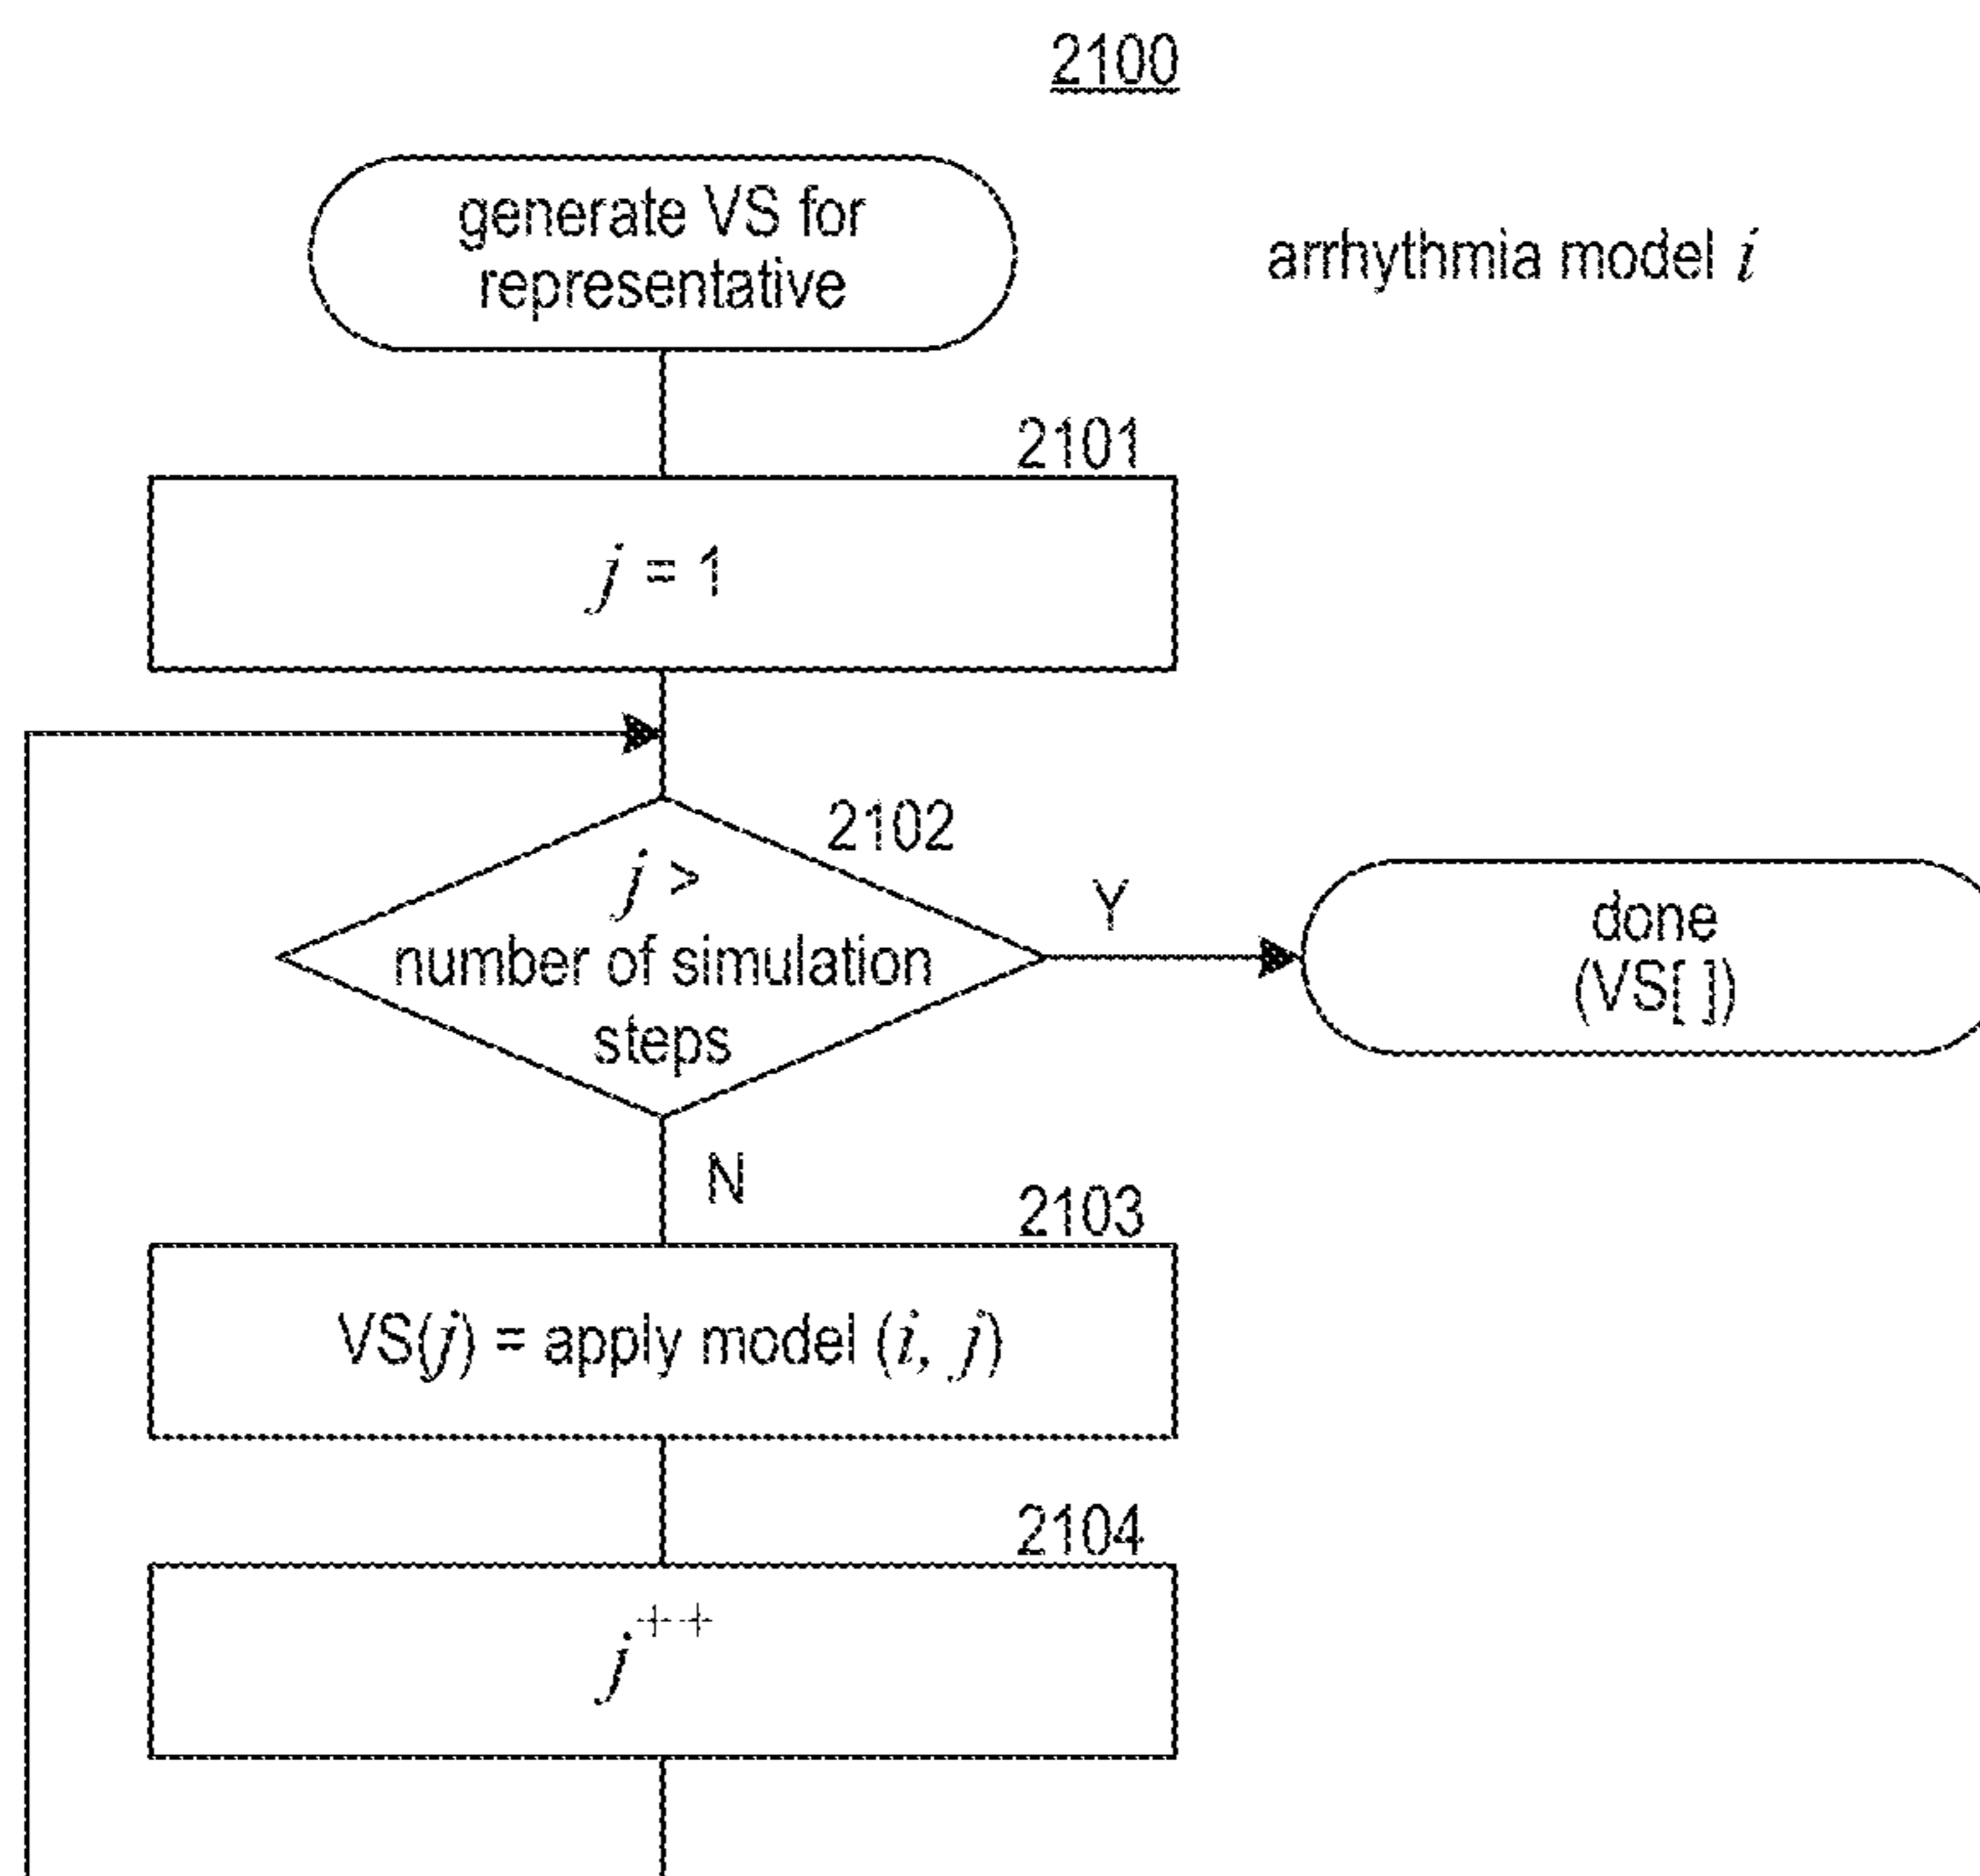 2100
generate VS for
representative
arrhythmia model i
2101
j = 1
2102
j >
number of simulation
steps
Y
done
(VS[ ])
N
2103
VS(j) = apply model (i, j)
2104
j++